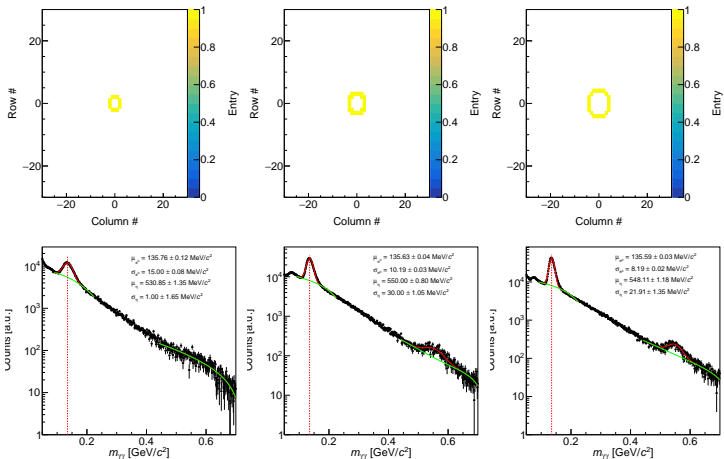 20
0
−20
Row #
−20
0
20
Column #
1
0.8
0.6
0.4
0.2
0
Entry
20
0
−20
Row #
−20
0
20
Column #
1
0.8
0.6
0.4
0.2
0
Entry
20
0
−20
Row #
−20
0
20
Column #
1
0.8
0.6
0.4
0.2
0
Entry
μπ⁰ = 135.76 ± 0.12 MeV/c²
σπ⁰ = 15.00 ± 0.08 MeV/c²
μη = 530.85 ± 1.35 MeV/c²
ση = 1.00 ± 1.65 MeV/c²
10⁴
10³
10²
10
1
Counts [a.u.]
0.2
0.4
0.6
mγγ [GeV/c²]
μπ⁰ = 135.63 ± 0.04 MeV/c²
σπ⁰ = 10.19 ± 0.03 MeV/c²
μη = 550.00 ± 0.80 MeV/c²
ση = 30.00 ± 1.05 MeV/c²
10⁴
10³
10²
10
1
Counts [a.u.]
0.2
0.4
0.6
mγγ [GeV/c²]
μπ⁰ = 135.59 ± 0.03 MeV/c²
σπ⁰ = 8.19 ± 0.02 MeV/c²
μη = 548.11 ± 1.18 MeV/c²
ση = 21.91 ± 1.35 MeV/c²
10⁴
10³
10²
10
1
Counts [a.u.]
0.2
0.4
0.6
mγγ [GeV/c²]